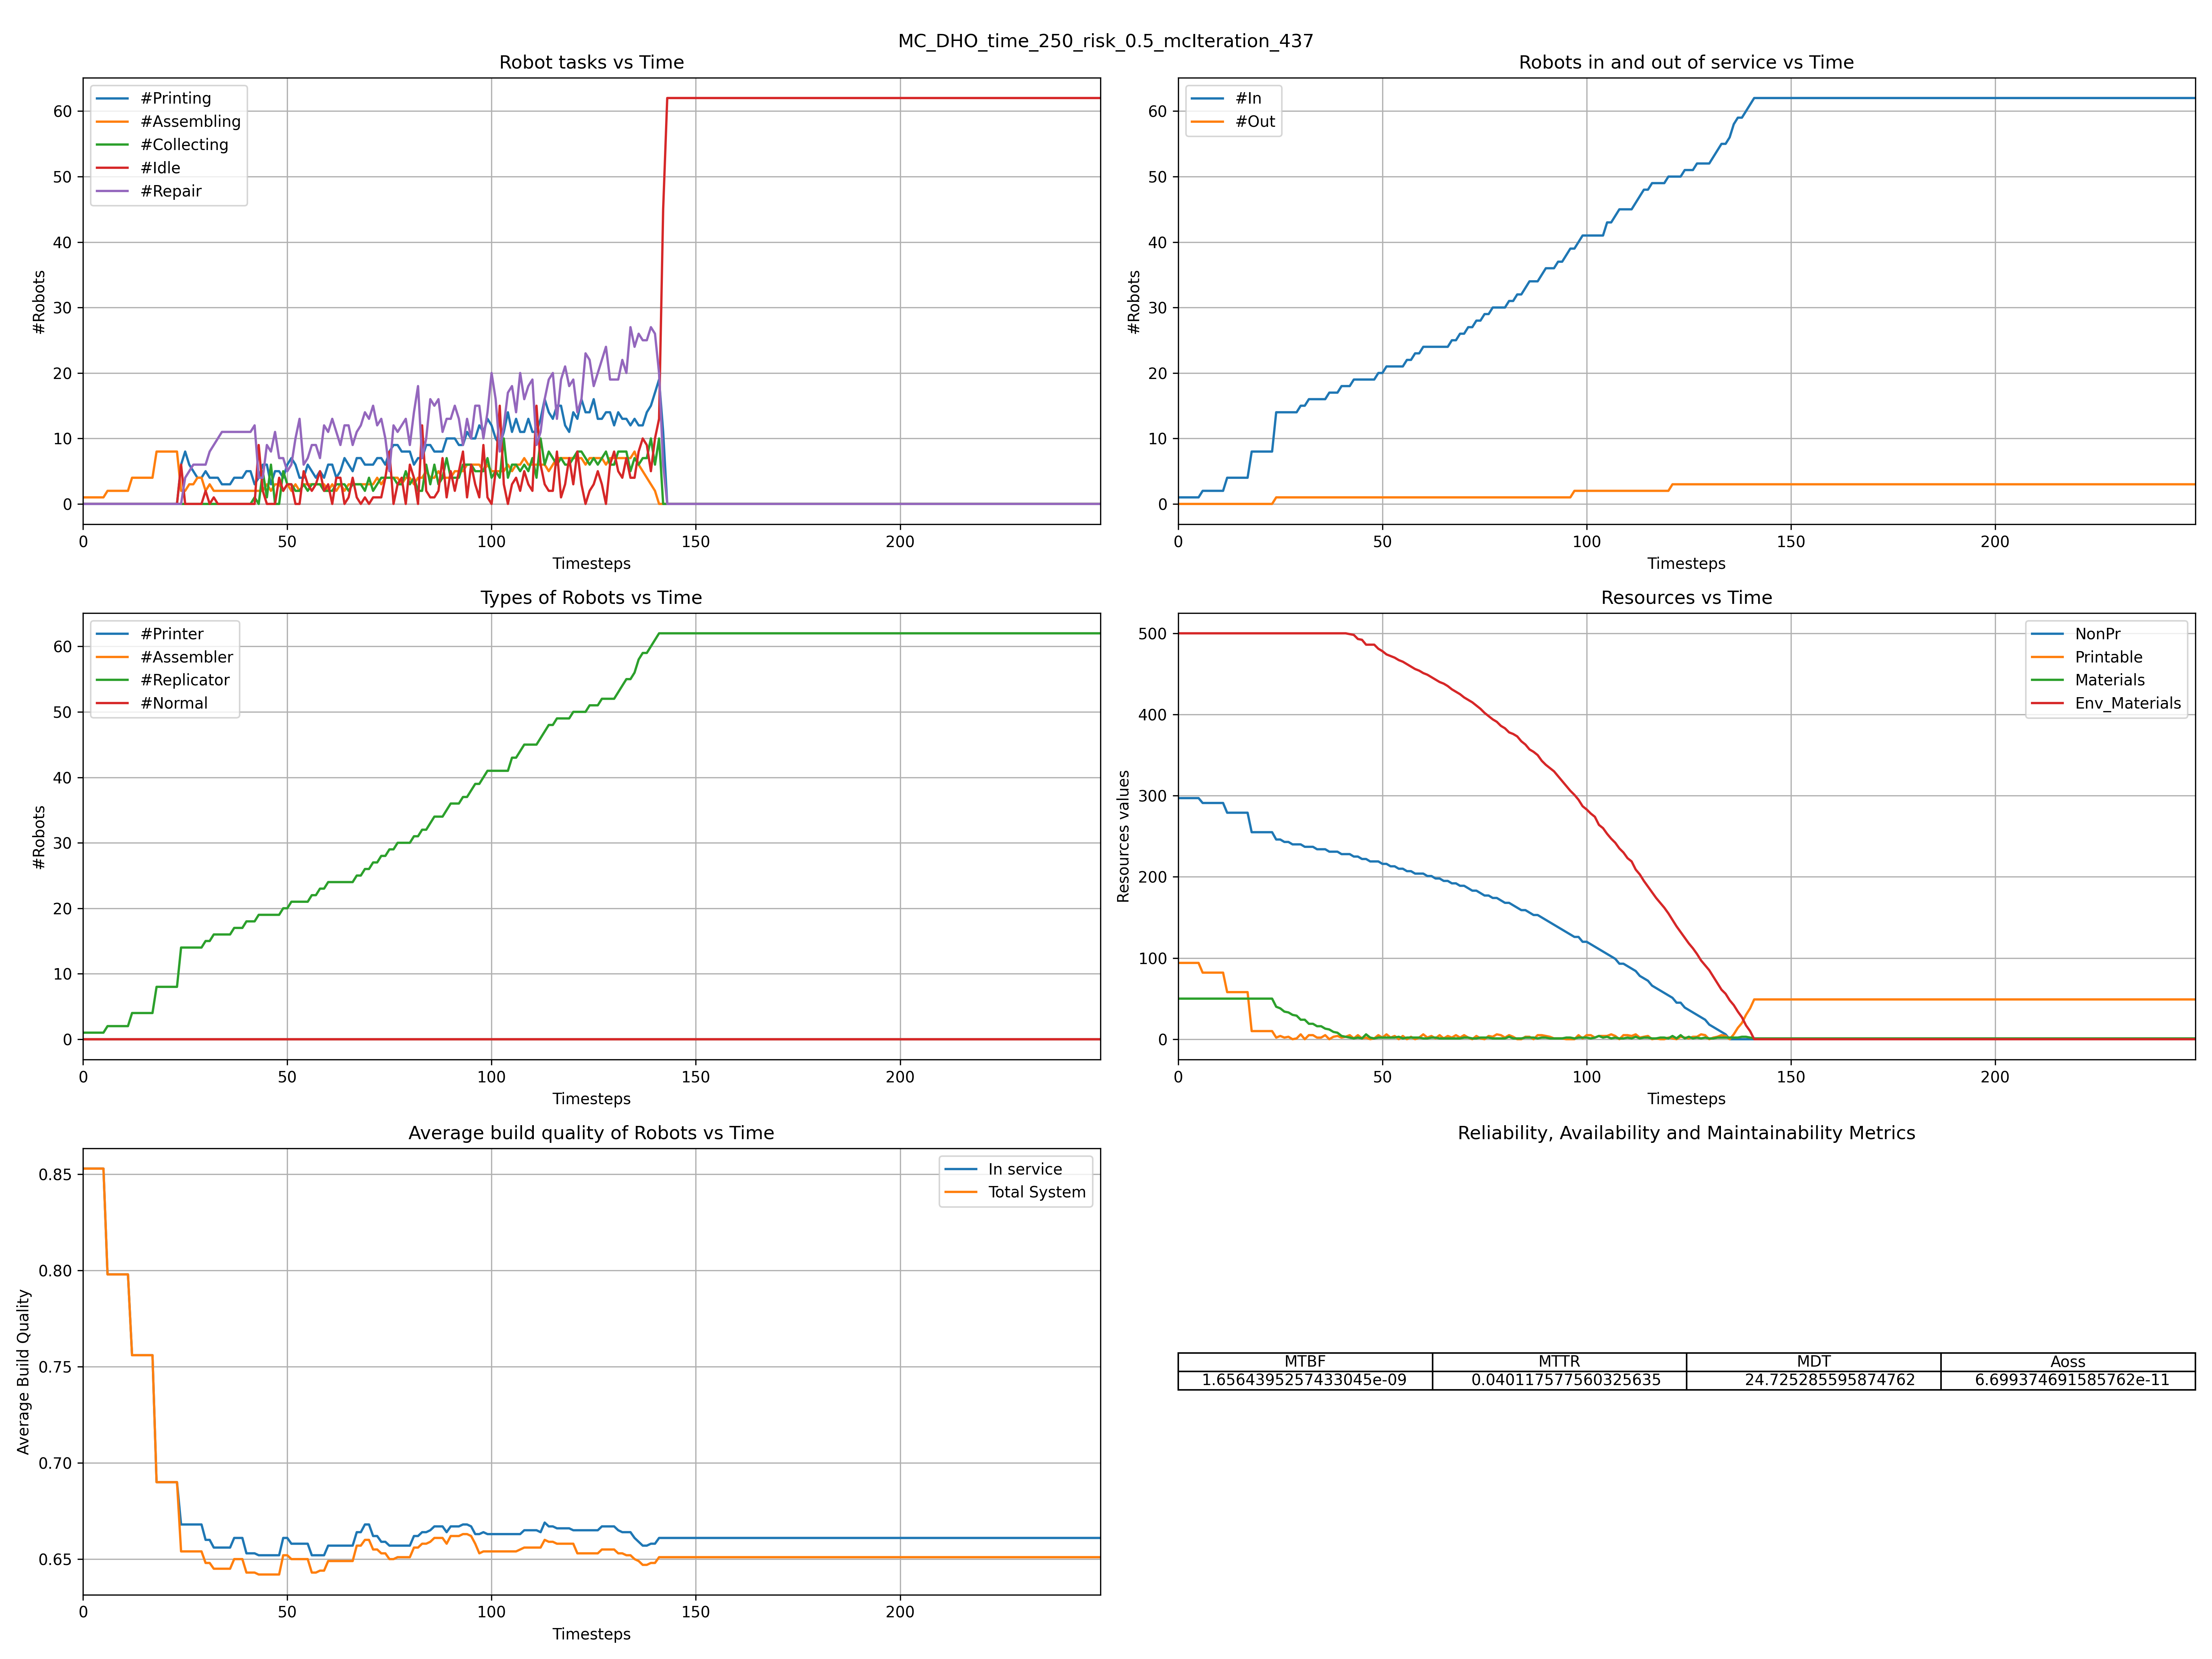 MC_DHO_time_250_risk_0.5_mcIteration_437
Robot tasks vs Time
#Printing
#Assembling
#Collecting
#Idle
#Repair
60
50
40
30
20
10
0
#Robots
0 50 100 150 200
Timesteps
Robots in and out of service vs Time
#In
#Out
60
50
40
30
20
10
0
#Robots
0 50 100 150 200
Timesteps
Types of Robots vs Time
#Printer
#Assembler
#Replicator
#Normal
60
50
40
30
20
10
0
#Robots
0 50 100 150 200
Timesteps
Resources vs Time
NonPr
Printable
Materials
Env_Materials
500
400
300
200
100
0
Resources values
0 50 100 150 200
Timesteps
Average build quality of Robots vs Time
In service
Total System
0.85
0.80
0.75
0.70
0.65
Average Build Quality
0 50 100 150 200
Timesteps
Reliability, Availability and Maintainability Metrics
MTBF MTTR MDT Aoss
1.6564395257433045e-09 0.040117577560325635 24.725285595874762 6.699374691585762e-11